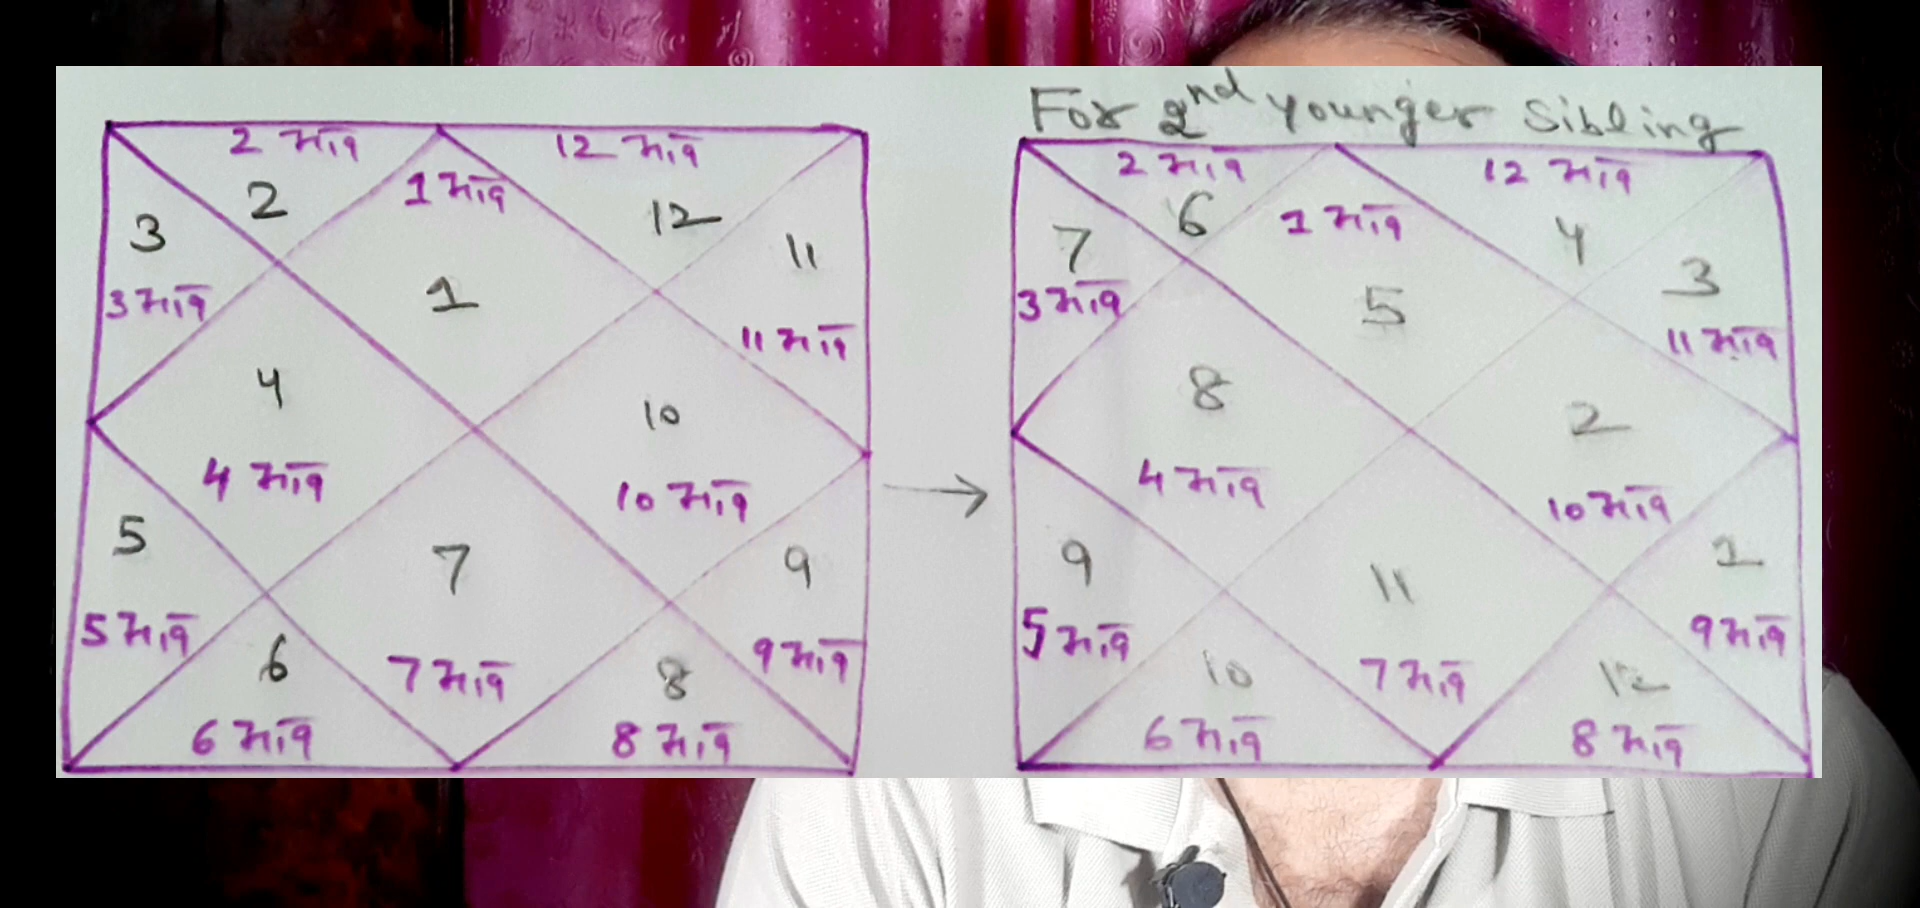 For 2nd younger Sibling
2 भाव
12 भाव
2
1 भाव
12
3
11
3 भाव
1
11 भाव
4
10
4 भाव
10 भाव
5
7
9
5 भाव
9 भाव
6
7 भाव
8
6 भाव
8 भाव
2 भाव
12 भाव
6
1 भाव
4
7
3
3 भाव
5
11 भाव
8
2
4 भाव
10 भाव
9
11
1
5 भाव
9 भाव
10
7 भाव
12
6 भाव
8 भाव